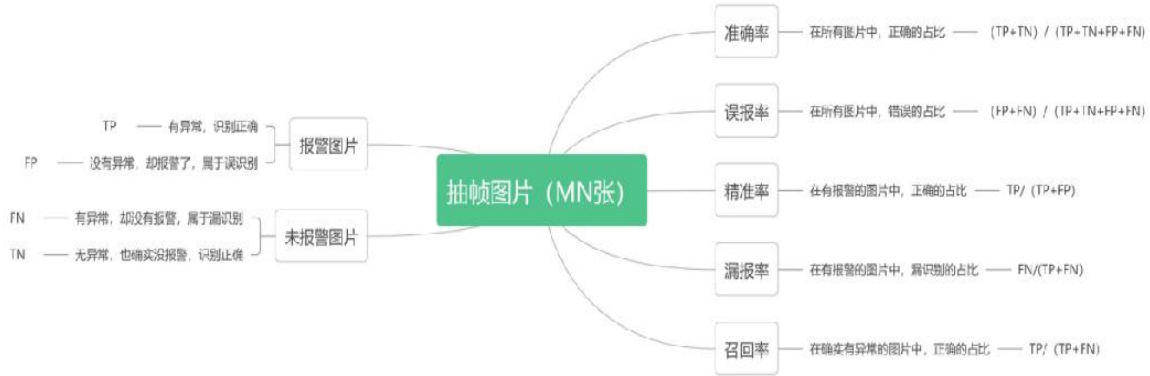 TP
有异常，识别正确
FP
没有异常，却报警了，属于误识别
报警图片
FN
有异常，却没有报警，属于漏识别
TN
无异常，也确实没报警，识别正确
未报警图片
抽帧图片（MN张）
准确率
在所有图片中，正确的占比
（TP+TN）/（TP+TN+FP+FN）
误报率
在所有图片中，错误的占比
（FP+FN）/（TP+TN+FP+FN）
精准率
在有报警的图片中，正确的占比
TP/（TP+FP）
漏报率
在有报警的图片中，漏识别的占比
FN/(TP+FN)
召回率
在确实有异常的图片中，正确的占比
TP/（TP+FN）